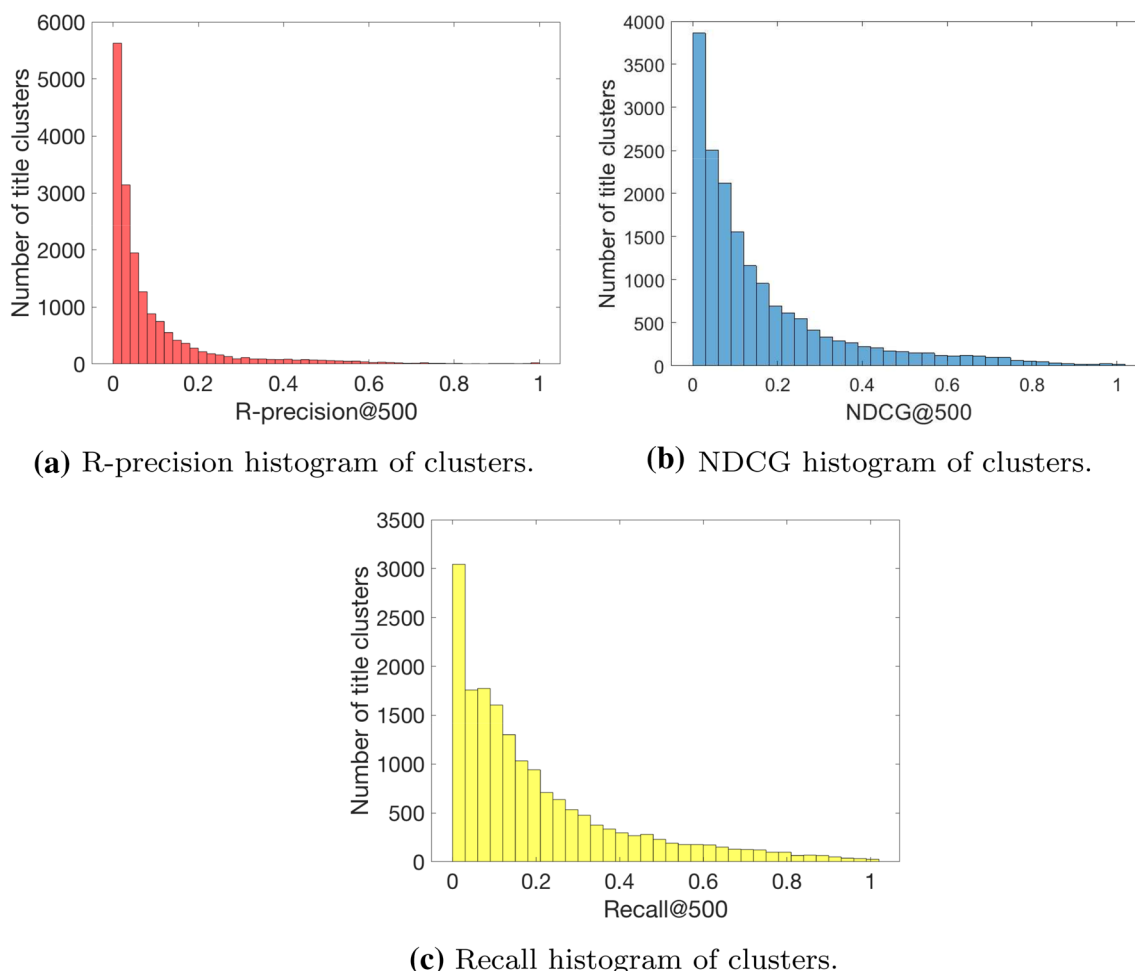 6000
5000
4000
3000
2000
1000
0
Number of title clusters
0 0.2 0.4 0.6 0.8 1
R-precision@500
(a) R-precision histogram of clusters.
4000
3500
3000
2500
2000
1500
1000
500
0
Number of title clusters
0 0.2 0.4 0.6 0.8 1
NDCG@500
(b) NDCG histogram of clusters.
3500
3000
2500
2000
1500
1000
500
0
Number of title clusters
0 0.2 0.4 0.6 0.8 1
Recall@500
(c) Recall histogram of clusters.